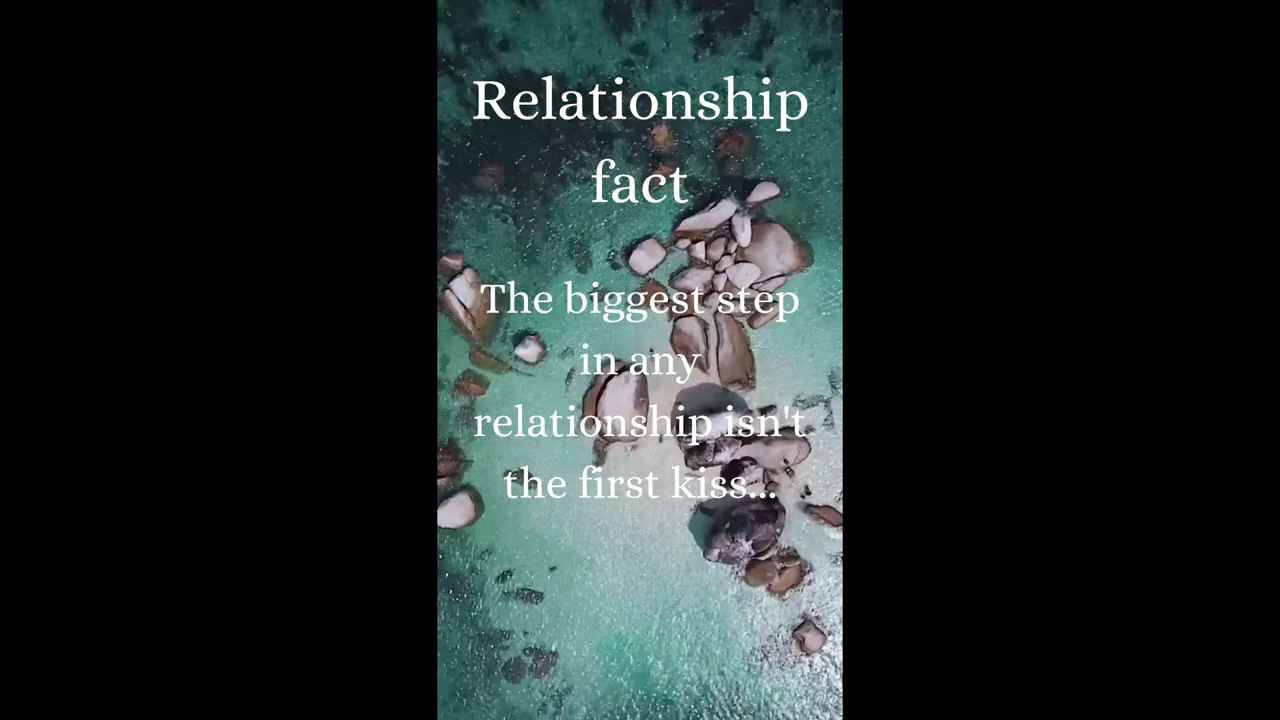 Relationship
fact
The biggest step
in any
relationship isn't
the first kiss...